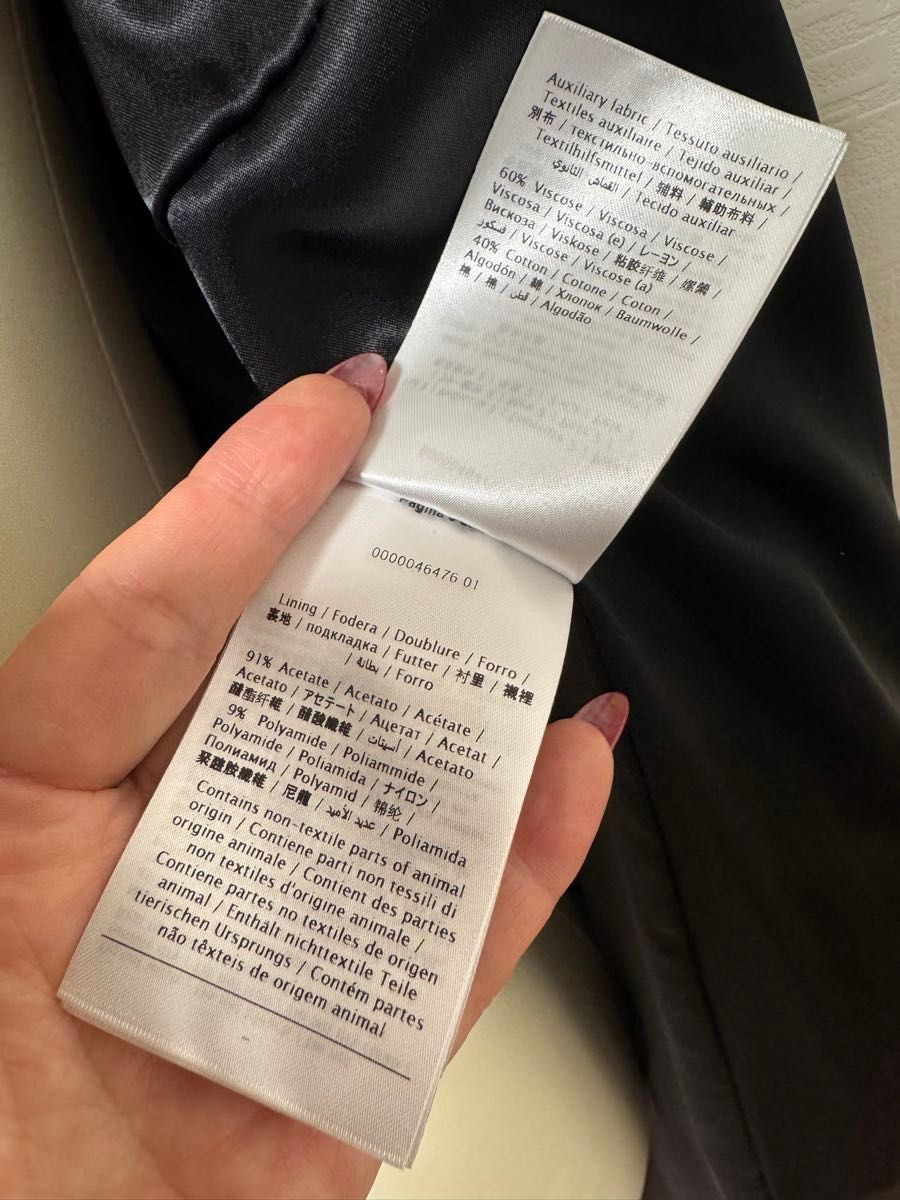 Auxiliary fabric / Tessuto ausiliario /
Textiles auxiliaire / Tejido auxiliar /
別布 / текстильно-вспомогательных /
Textilhilfsmittel / 辅料 / 輔助布料 /
القماش الثانوي / Tecido auxiliar
60% Viscose / Viscosa / Viscose /
Viscosa / Viscosa (e) / レーヨン /
Вискоза / Viskose / 粘胶纤维 / 嫘縈 /
فسكوز / Viscose / Viscose (a)
40% Cotton / Cotone / Coton /
Algodón / 綿 / Хлопок / Baumwolle /
棉 / 棉 / قطن / Algodão
Pagina
0000046476 01
Lining / Fodera / Doublure / Forro /
裏地 / подкладка / Futter / 衬里 / 襯裡
/ بطانة / Forro
91% Acetate / Acetato / Acétate /
Acetato / アセテート / Ацетат / Acetat /
醋酯纤维 / 醋酸纖維 / أسيتات / Acetato
9% Polyamide / Poliammide /
Polyamide / Poliamida / ナイロン /
Полиамид / Polyamid / 锦纶 /
聚醯胺纖維 / 尼龍 / عديد الأميد / Poliamida
Contains non-textile parts of animal
origin / Contiene parti non tessili di
origine animale / Contient des parties
non textiles d'origine animale /
Contiene partes no textiles de origen
animal / Enthält nichttextile Teile
tierischen Ursprungs / Contém partes
não têxteis de origem animal